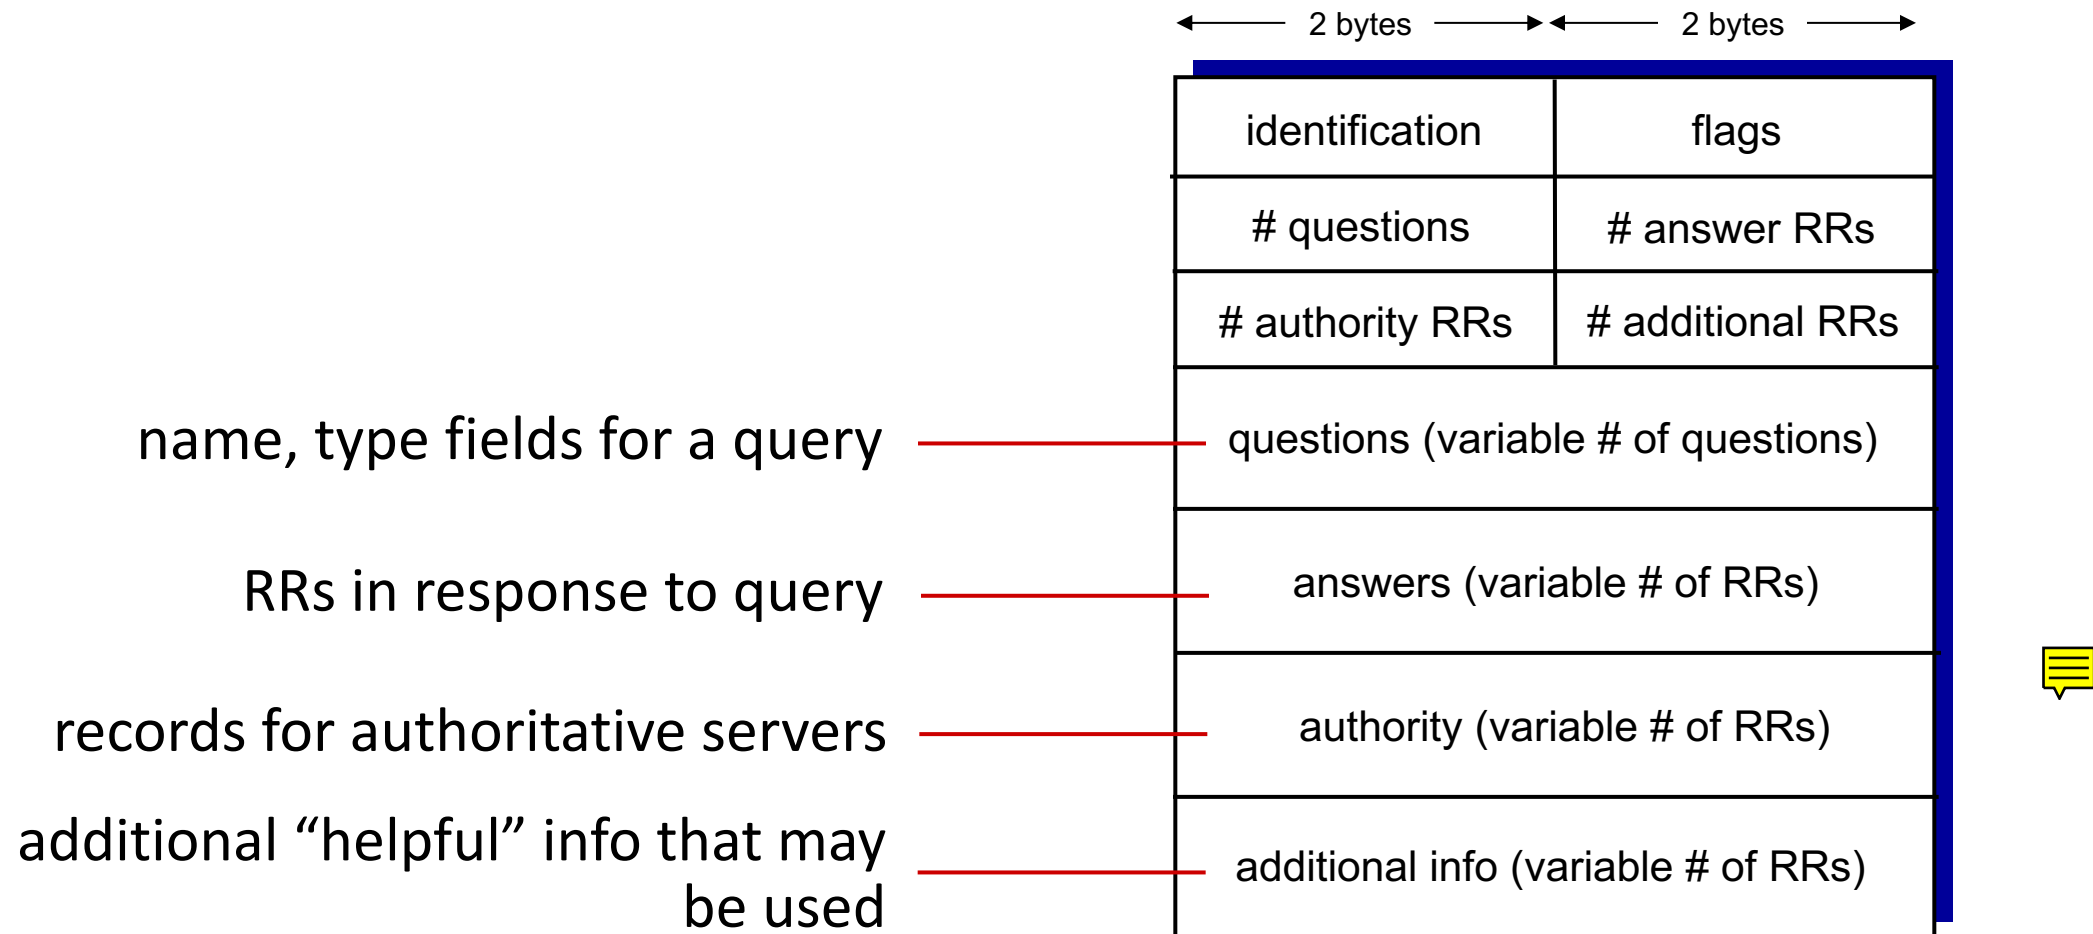 2 bytes 2 bytes
identification flags
# questions # answer RRs
# authority RRs # additional RRs
name, type fields for a query questions (variable # of questions)
RRs in response to query answers (variable # of RRs)
records for authoritative servers authority (variable # of RRs)
additional “helpful” info that may
be used
additional info (variable # of RRs)